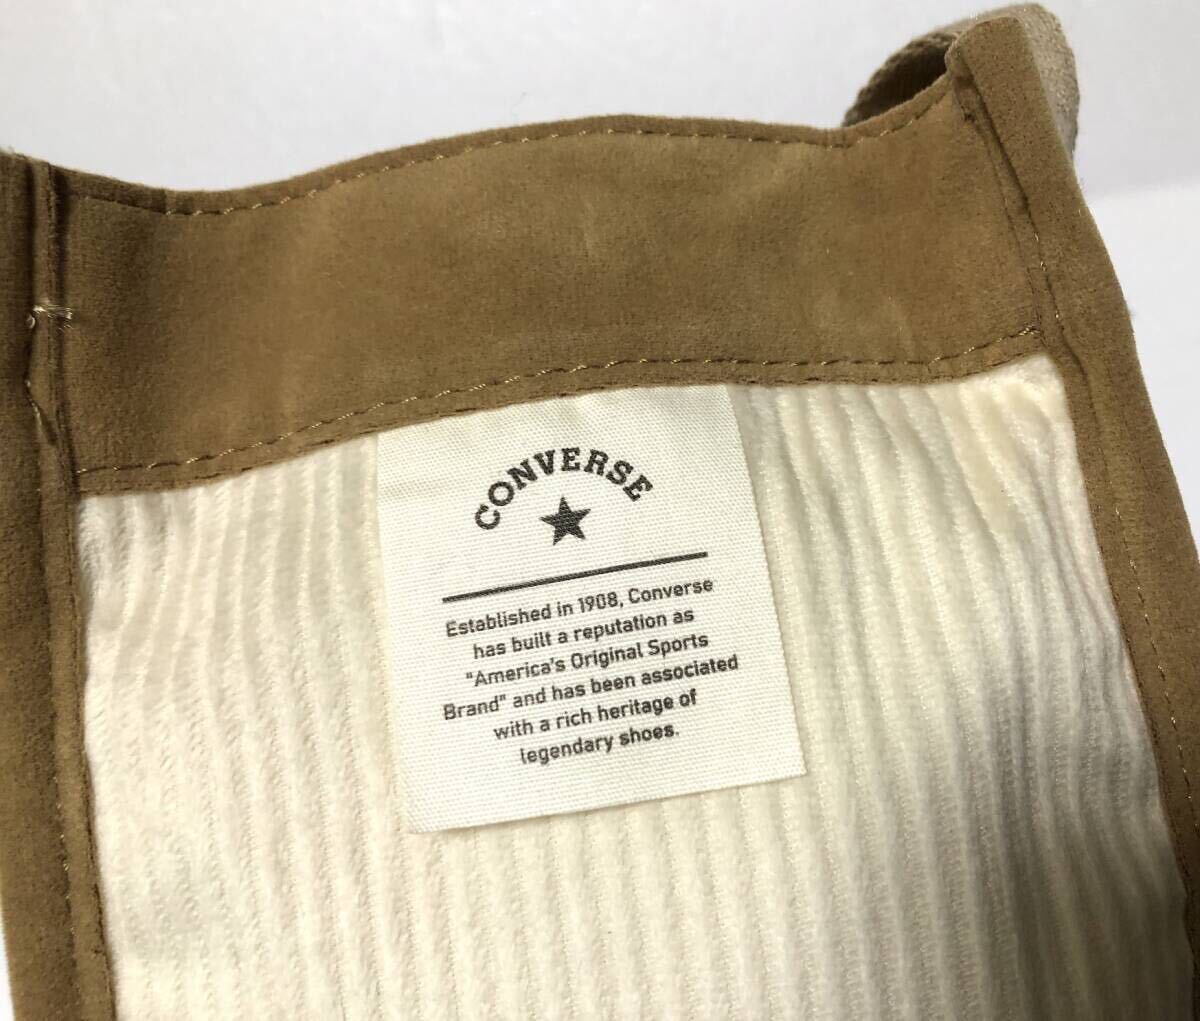 CONVERSE
Established in 1908, Converse
has built a reputation as
"America's Original Sports
Brand" and has been associated
with a rich heritage of
legendary shoes.